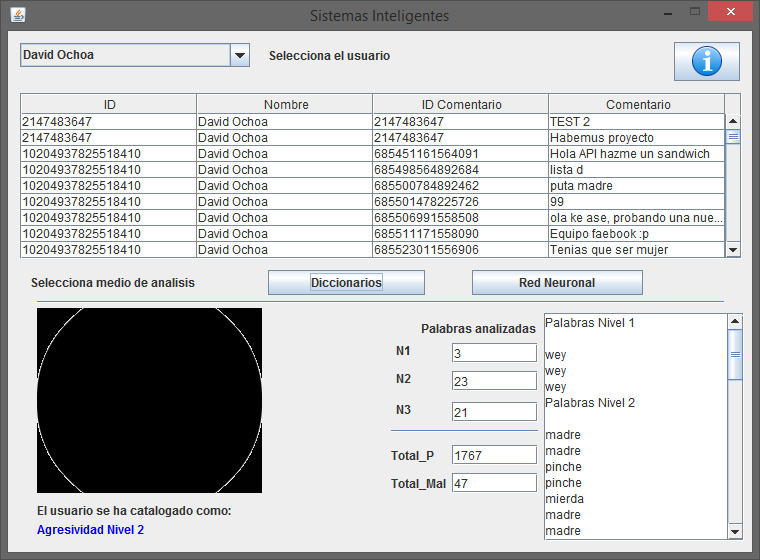 Sistemas Inteligentes
David Ochoa Selecciona el usuario
ID Nombre ID Comentario Comentario
2147483647 David Ochoa 2147483647 TEST 2
2147483647 David Ochoa 2147483647 Habemus proyecto
10204937825518410 David Ochoa 685451161564091 Hola API hazme un sandwich
10204937825518410 David Ochoa 685498564892684 lista d
10204937825518410 David Ochoa 685500784892462 puta madre
10204937825518410 David Ochoa 685501478225726 99
10204937825518410 David Ochoa 685506991558508 ola ke ase, probando una nue...
10204937825518410 David Ochoa 685511171558090 Equipo faebook :p
10204937825518410 David Ochoa 685523011556906 Tenias que ser mujer
Selecciona medio de analisis Diccionarios Red Neuronal
Palabras analizadas
N1 3
N2 23
N3 21
Total_P 1767
Total_Mal 47
Palabras Nivel 1
wey
wey
wey
Palabras Nivel 2
madre
madre
pinche
pinche
mierda
madre
madre
El usuario se ha catalogado como:
Agresividad Nivel 2